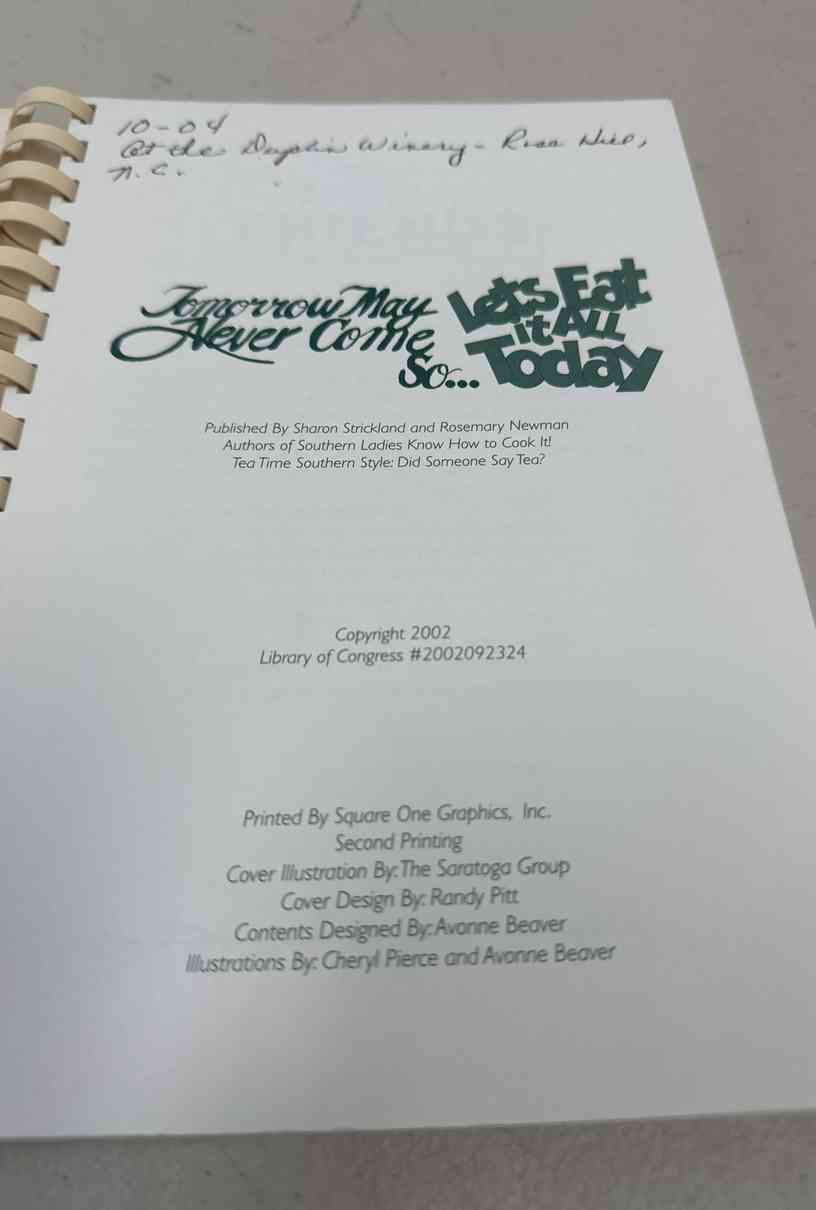 10-04
At the Duplin Winery - Rose Hill,
N.C.
Tomorrow May Never Come So... Lets Eat it ALL Today
Published By Sharon Strickland and Rosemary Newman
Authors of Southern Ladies Know How to Cook It!
Tea Time Southern Style: Did Someone Say Tea?
Copyright 2002
Library of Congress #2002092324
Printed By Square One Graphics, Inc.
Second Printing
Cover Illustration By: The Saratoga Group
Cover Design By: Randy Pitt
Contents Designed By: Avonne Beaver
Illustrations By: Cheryl Pierce and Avonne Beaver